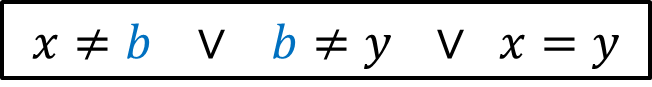 x ≠ b ∨ b ≠ y ∨ x = y